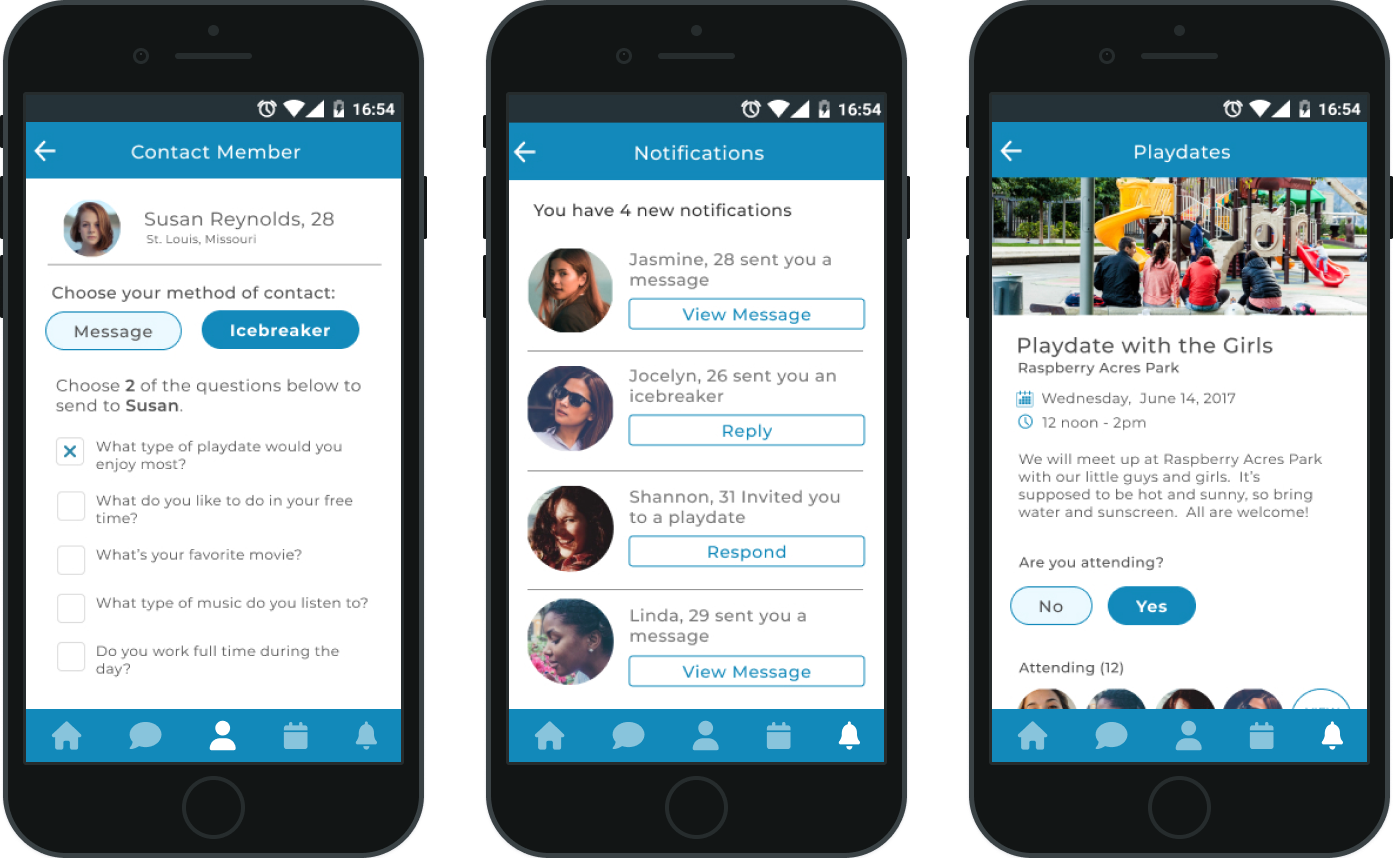 16:54
Contact Member
Susan Reynolds, 28
St. Louis, Missouri
Choose your method of contact:
Message
Icebreaker
Choose 2 of the questions below to
send to Susan.
What type of playdate would you
enjoy most?
What do you like to do in your free
time?
What's your favorite movie?
What type of music do you listen to?
Do you work full time during the
day?
16:54
Notifications
You have 4 new notifications
Jasmine, 28 sent you a
message
View Message
Jocelyn, 26 sent you an
icebreaker
Reply
Shannon, 31 Invited you
to a playdate
Respond
Linda, 29 sent you a
message
View Message
16:54
Playdates
Playdate with the Girls
Raspberry Acres Park
Wednesday,  June 14, 2017
12 noon - 2pm
We will meet up at Raspberry Acres Park
with our little guys and girls.  It's
supposed to be hot and sunny, so bring
water and sunscreen.  All are welcome!
Are you attending?
No
Yes
Attending (12)